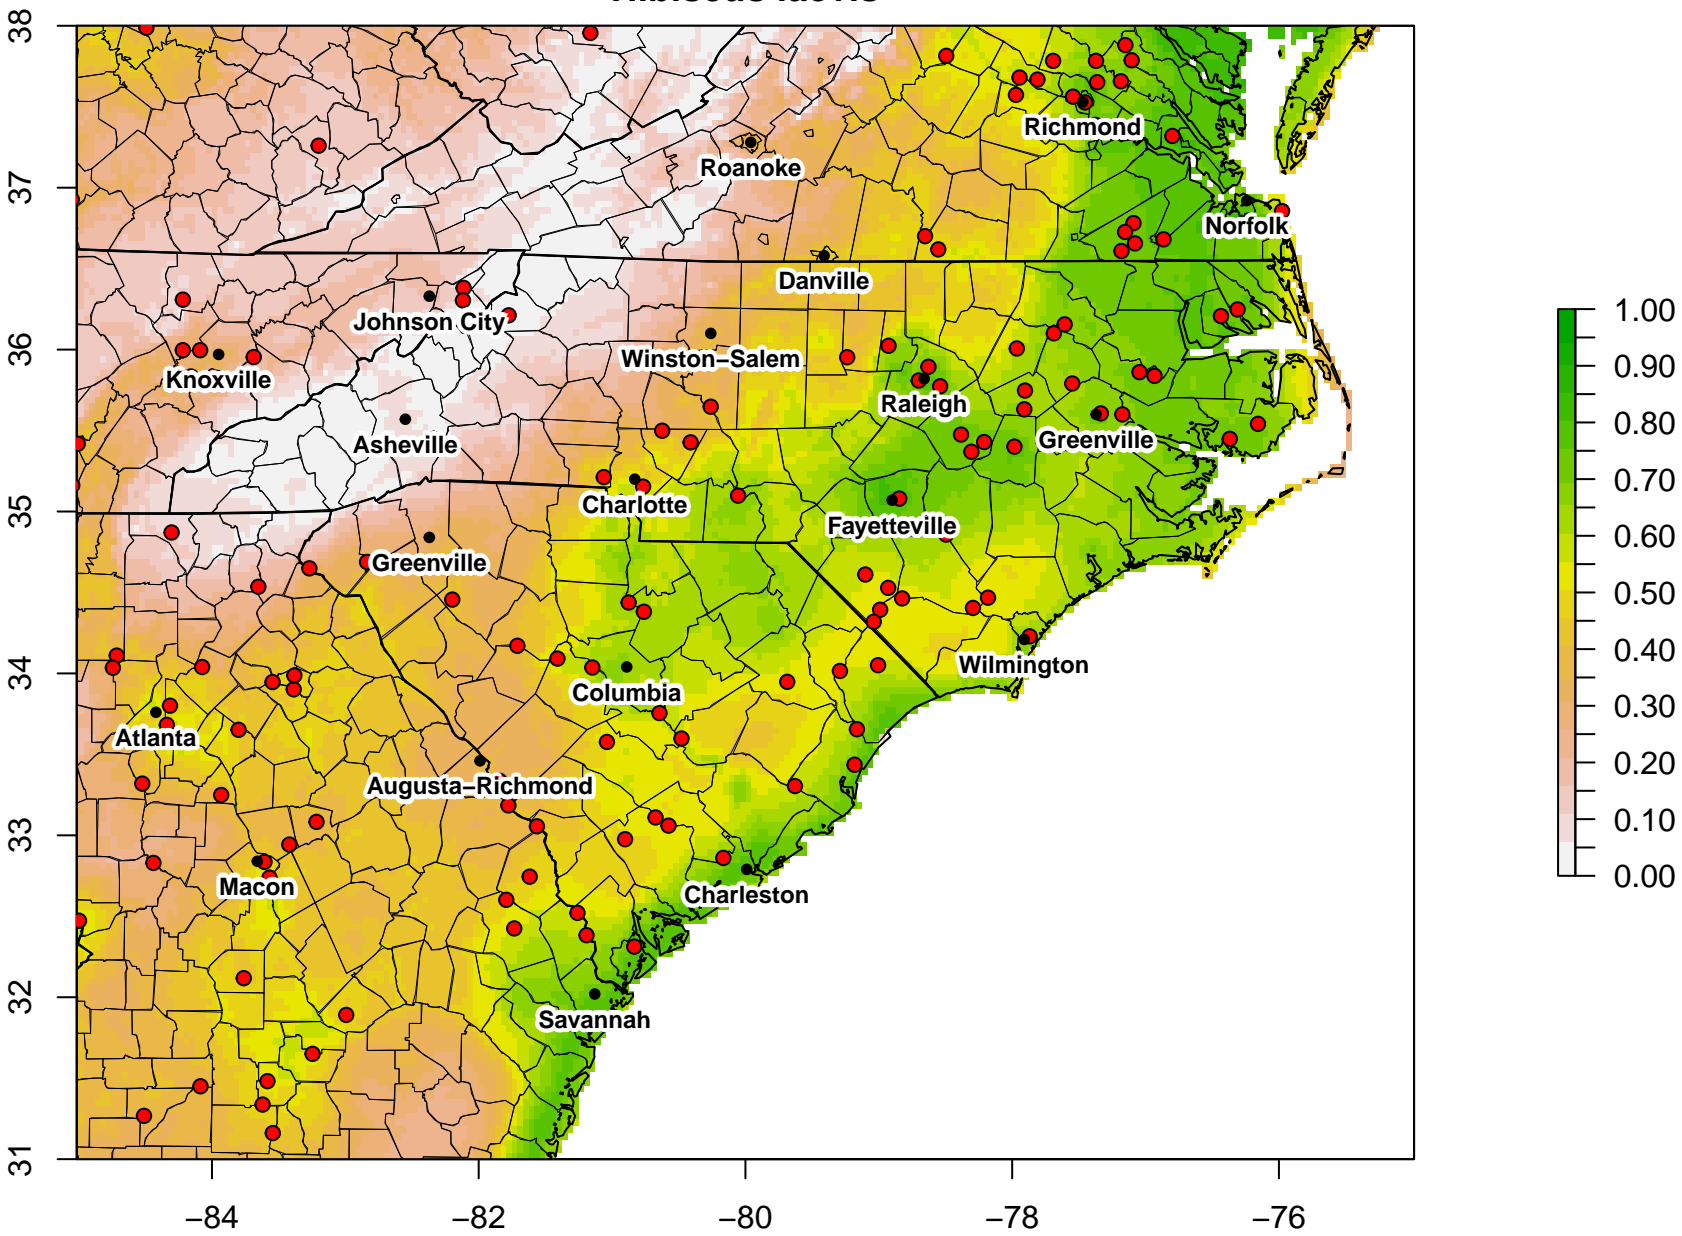 38
37
36
35
34
33
32
31
Richmond
Roanoke
Norfolk
Danville
Johnson City
Winston−Salem
Knoxville
Raleigh
Greenville
Asheville
Charlotte
Fayetteville
Greenville
Wilmington
Columbia
Atlanta
Augusta−Richmond
Macon
Charleston
Savannah
−84
−82
−80
−78
−76
1.00
0.90
0.80
0.70
0.60
0.50
0.40
0.30
0.20
0.10
0.00